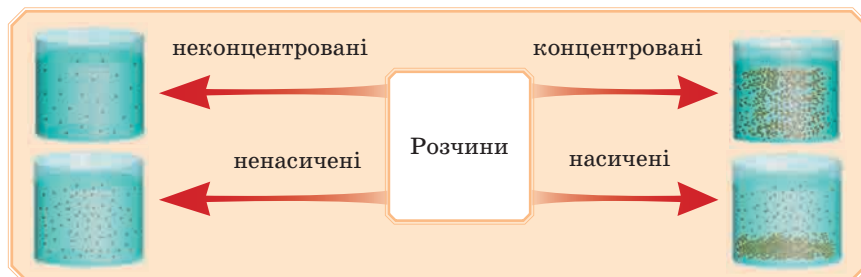 неконцентровані
концентровані
Розчини
ненасичені
насичені